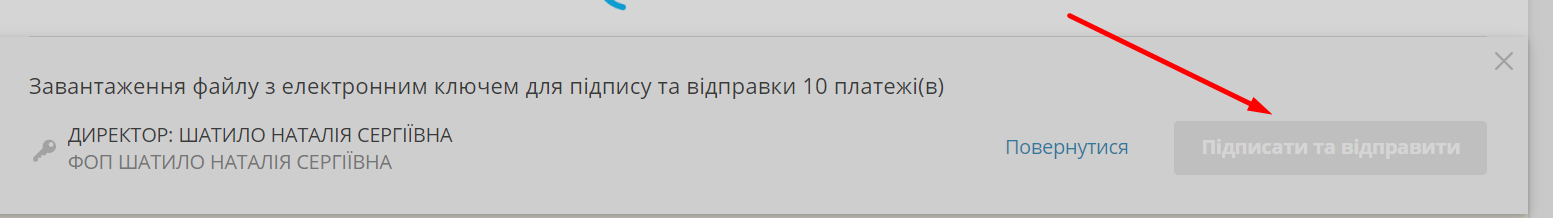 Завантаження файлу з електронним ключем для підпису та відправки 10 платежі(в)
ДИРЕКТОР: ШАТИЛО НАТАЛІЯ СЕРГІЇВНА
ФОП ШАТИЛО НАТАЛІЯ СЕРГІЇВНА
Повернутися
Підписати та відправити